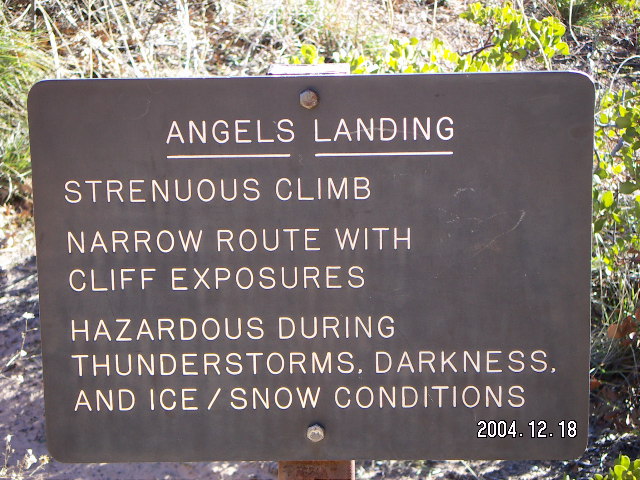 ANGELS LANDING
STRENUOUS CLIMB
NARROW ROUTE WITH
CLIFF EXPOSURES
HAZARDOUS DURING
THUNDERSTORMS, DARKNESS,
AND ICE / SNOW CONDITIONS
2004.12.18